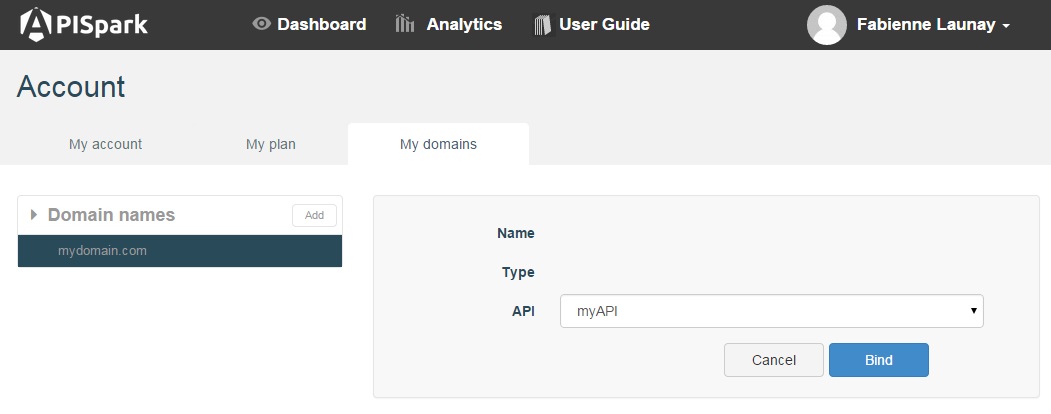 APISpark Dashboard Analytics User Guide Fabienne Launay
Account
My account My plan My domains
Domain names Add
mydomain.com
Name
Type
API myAPI
Cancel Bind